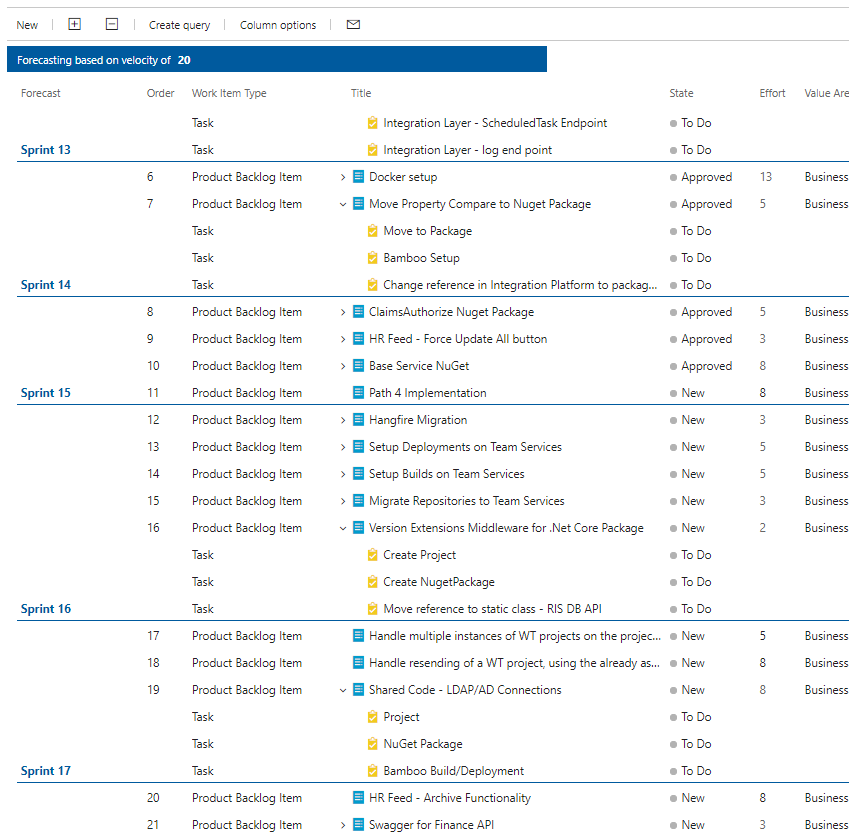 New Create query Column options
Forecasting based on velocity of 20
Forecast Order Work Item Type Title State Effort Value Are
Task Integration Layer - ScheduledTask Endpoint To Do
Sprint 13 Task Integration Layer - log end point To Do
6 Product Backlog Item Docker setup Approved 13 Business
7 Product Backlog Item Move Property Compare to Nuget Package Approved 5 Business
Task Move to Package To Do
Task Bamboo Setup To Do
Sprint 14 Task Change reference in Integration Platform to packag... To Do
8 Product Backlog Item ClaimsAuthorize Nuget Package Approved 5 Business
9 Product Backlog Item HR Feed - Force Update All button Approved 3 Business
10 Product Backlog Item Base Service NuGet Approved 8 Business
Sprint 15 11 Product Backlog Item Path 4 Implementation New 8 Business
12 Product Backlog Item Hangfire Migration New 3 Business
13 Product Backlog Item Setup Deployments on Team Services New 5 Business
14 Product Backlog Item Setup Builds on Team Services New 5 Business
15 Product Backlog Item Migrate Repositories to Team Services New 3 Business
16 Product Backlog Item Version Extensions Middleware for .Net Core Package New 2 Business
Task Create Project To Do
Task Create NugetPackage To Do
Sprint 16 Task Move reference to static class - RIS DB API To Do
17 Product Backlog Item Handle multiple instances of WT projects on the projec... New 5 Business
18 Product Backlog Item Handle resending of a WT project, using the already as... New 8 Business
19 Product Backlog Item Shared Code - LDAP/AD Connections New 8 Business
Task Project To Do
Task NuGet Package To Do
Sprint 17 Task Bamboo Build/Deployment To Do
20 Product Backlog Item HR Feed - Archive Functionality New 8 Business
21 Product Backlog Item Swagger for Finance API New 3 Business